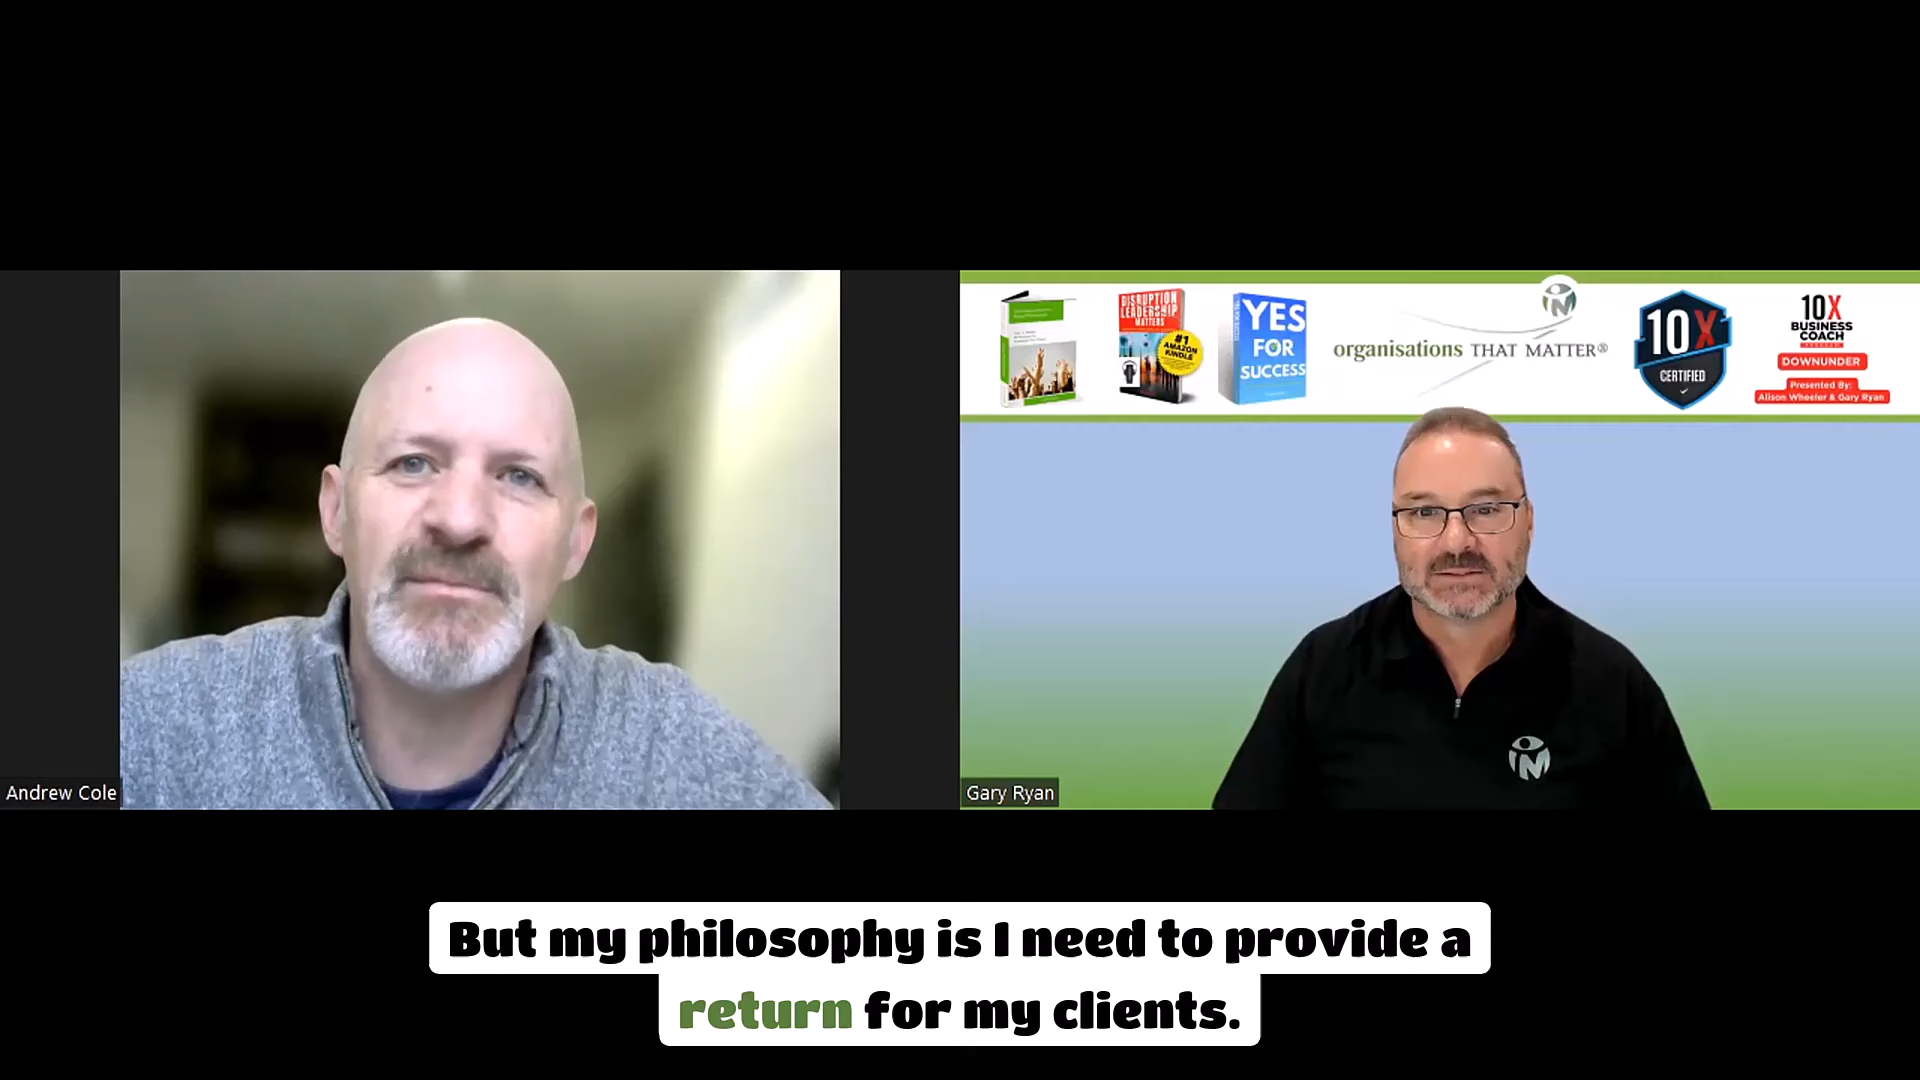 DISRUPTION
LEADERSHIP
MATTERS
#1
AMAZON
KINDLE
YES
FOR
SUCCESS
organisations THAT MATTER®
10X
CERTIFIED
10X
BUSINESS
COACH
PROGRAM
DOWNUNDER
Presented By:
Alison Wheeler & Gary Ryan
Andrew Cole
Gary Ryan
But my philosophy is I need to provide a
return for my clients.